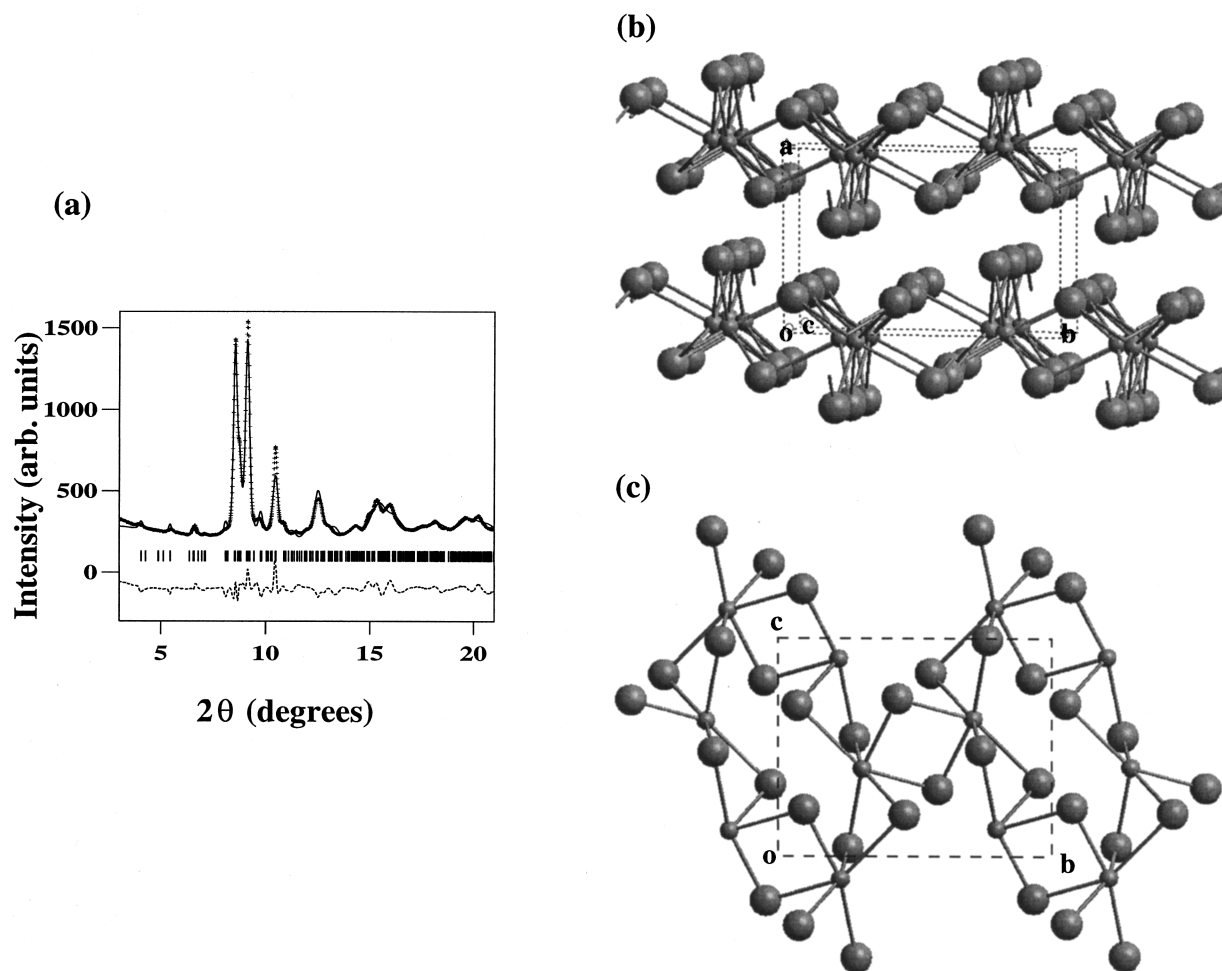 (a)
Intensity (arb. units)
1500
1000
500
0
5 10 15 20
2θ (degrees)
(b)
a
o c b
(c)
c
o b